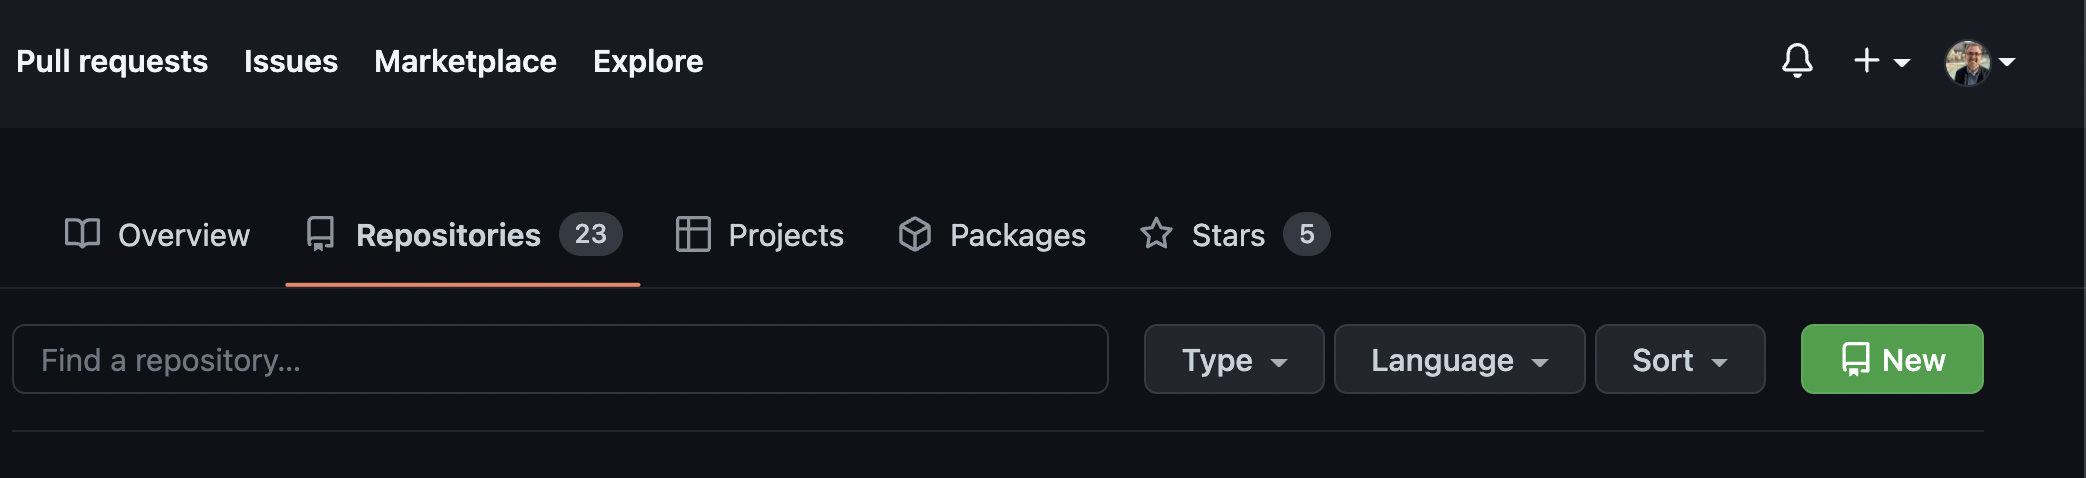 Pull requests Issues Marketplace Explore
Overview Repositories 23 Projects Packages Stars 5
Find a repository... Type Language Sort New